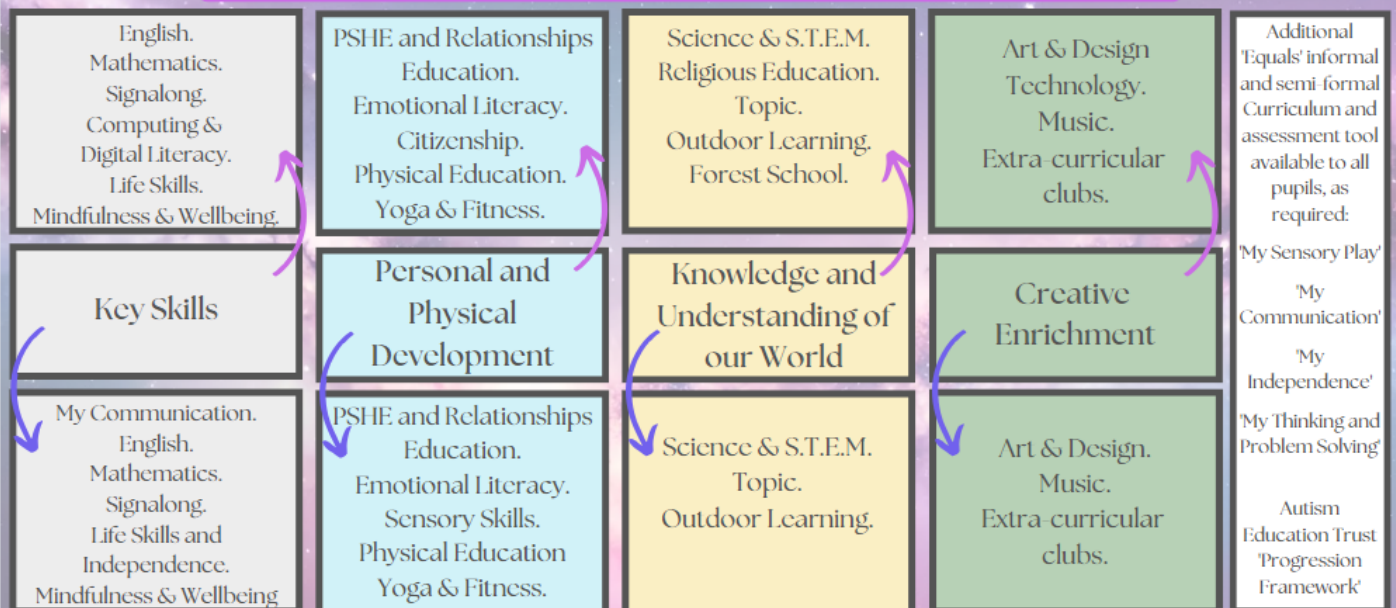 English.
Mathematics.
Signalong.
Computing &
Digital Literacy.
Life Skills.
Mindfulness & Wellbeing.
PSHE and Relationships
Education.
Emotional Literacy.
Citizenship.
Physical Education.
Yoga & Fitness.
Science & S.T.E.M.
Religious Education.
Topic.
Outdoor Learning.
Forest School.
Art & Design
Technology.
Music.
Extra-curricular
clubs.
Key Skills
Personal and
Physical
Development
Knowledge and
Understanding of
our World
Creative
Enrichment
My Communication.
English.
Mathematics.
Signalong.
Life Skills and
Independence.
Mindfulness & Wellbeing
PSHE and Relationships
Education.
Emotional Literacy.
Sensory Skills.
Physical Education
Yoga & Fitness.
Science & S.T.E.M.
Topic.
Outdoor Learning.
Art & Design.
Music.
Extra-curricular
clubs.
Additional
'Equals' informal
and semi-formal
Curriculum and
assessment tool
available to all
pupils, as
required:
'My Sensory Play'
'My
Communication'
'My
Independence'
'My Thinking and
Problem Solving'
Autism
Education Trust
'Progression
Framework'